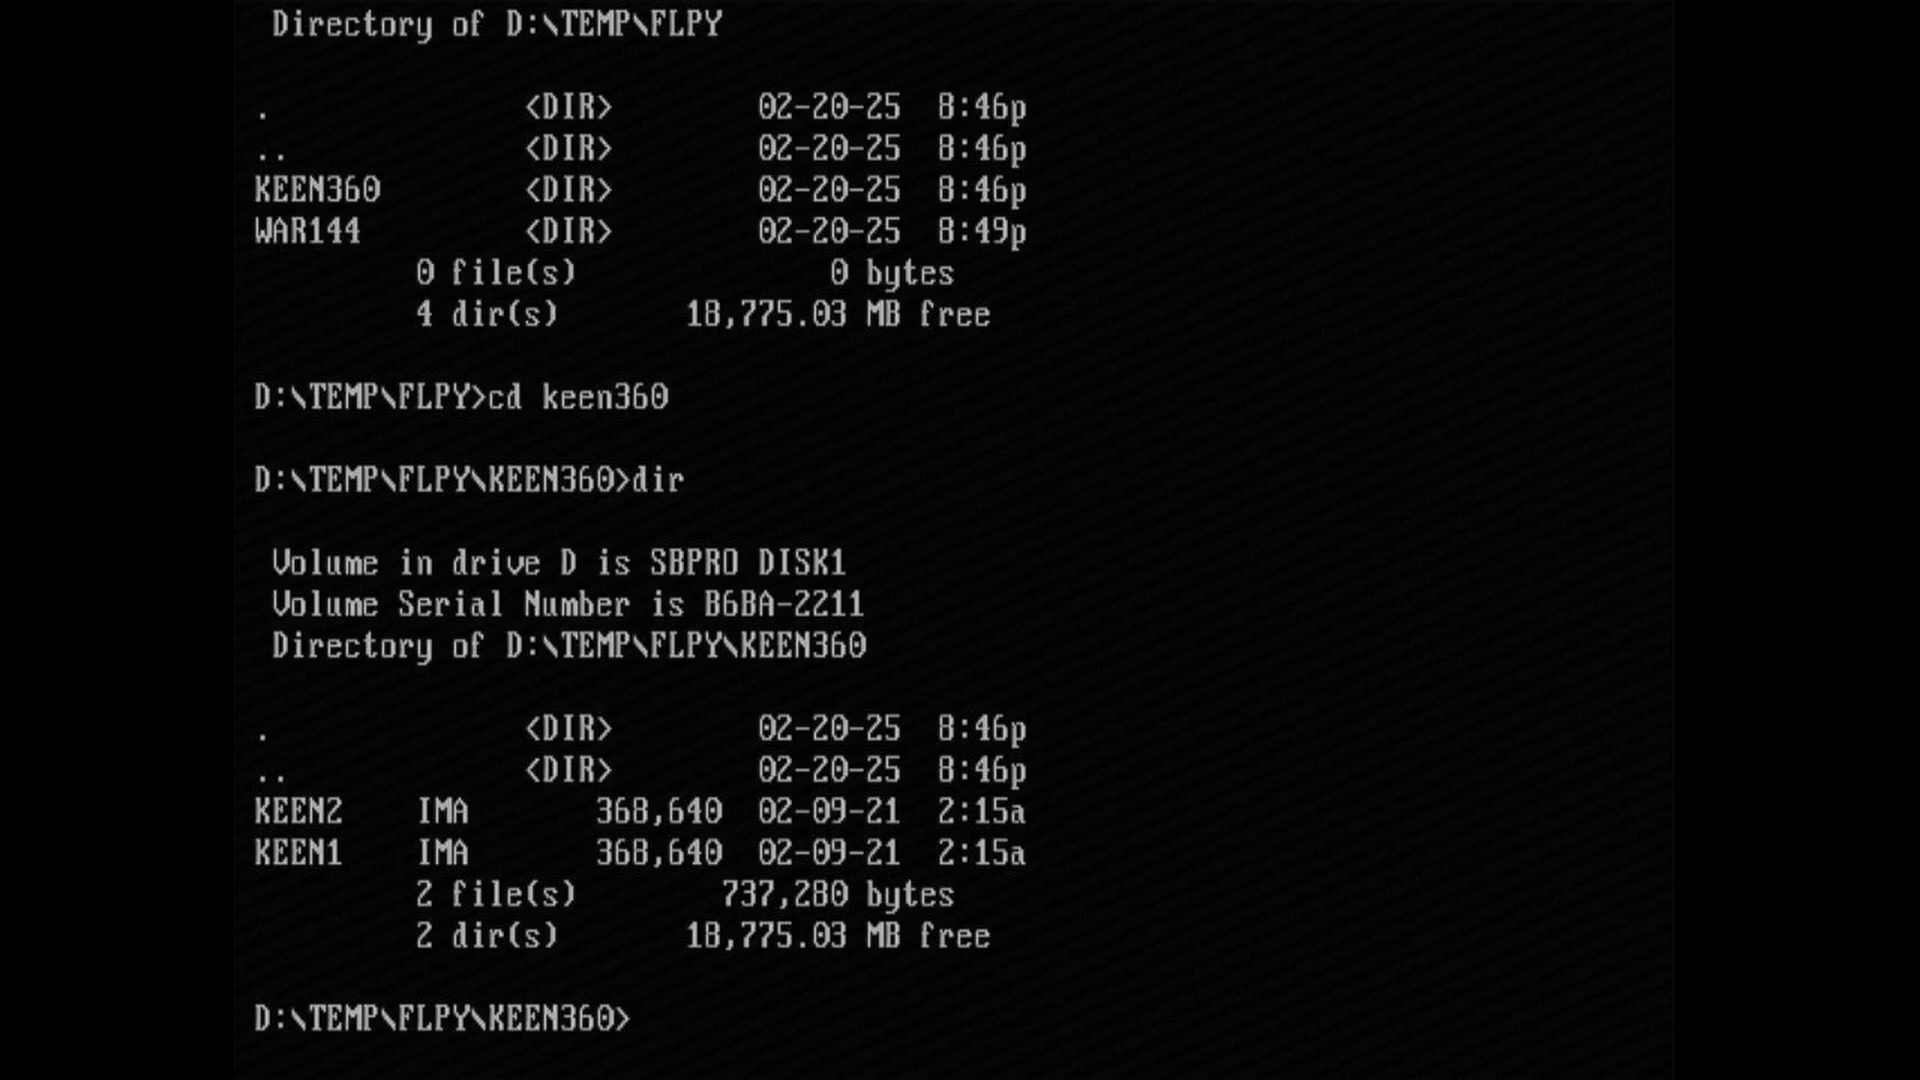 Directory of D:\TEMP\FLPY
. <DIR> 02-20-25 8:46p
.. <DIR> 02-20-25 8:46p
KEEN360 <DIR> 02-20-25 8:46p
WAR144 <DIR> 02-20-25 8:49p
0 file(s) 0 bytes
4 dir(s) 18,775.03 MB free
D:\TEMP\FLPY>cd keen360
D:\TEMP\FLPY\KEEN360>dir
Volume in drive D is SBPRO DISK1
Volume Serial Number is B6BA-2211
Directory of D:\TEMP\FLPY\KEEN360
. <DIR> 02-20-25 8:46p
.. <DIR> 02-20-25 8:46p
KEEN2 IMA 368,640 02-09-21 2:15a
KEEN1 IMA 368,640 02-09-21 2:15a
2 file(s) 737,280 bytes
2 dir(s) 18,775.03 MB free
D:\TEMP\FLPY\KEEN360>